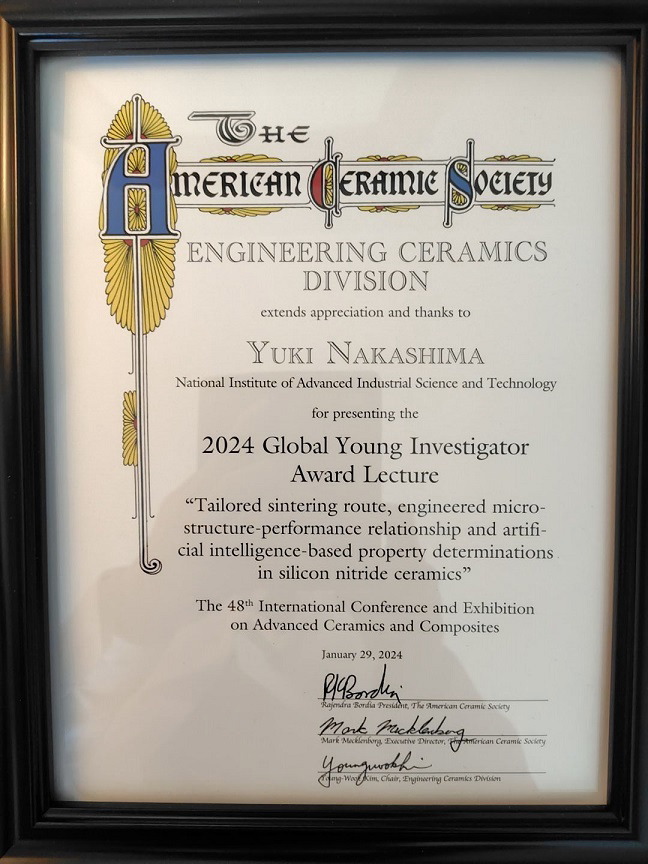 The
American Ceramic Society
ENGINEERING CERAMICS
DIVISION
extends appreciation and thanks to
YUKI NAKASHIMA
National Institute of Advanced Industrial Science and Technology
for presenting the
2024 Global Young Investigator
Award Lecture
“Tailored sintering route, engineered micro-
structure-performance relationship and artifi-
cial intelligence-based property determinations
in silicon nitride ceramics”
The 48th International Conference and Exhibition
on Advanced Ceramics and Composites
January 29, 2024
RKBordia
Rajendra Bordia President, The American Ceramic Society
Mark Mecklenborg
Mark Mecklenborg, Executive Director, The American Ceramic Society
Young-Wook Kim, Chair, Engineering Ceramics Division